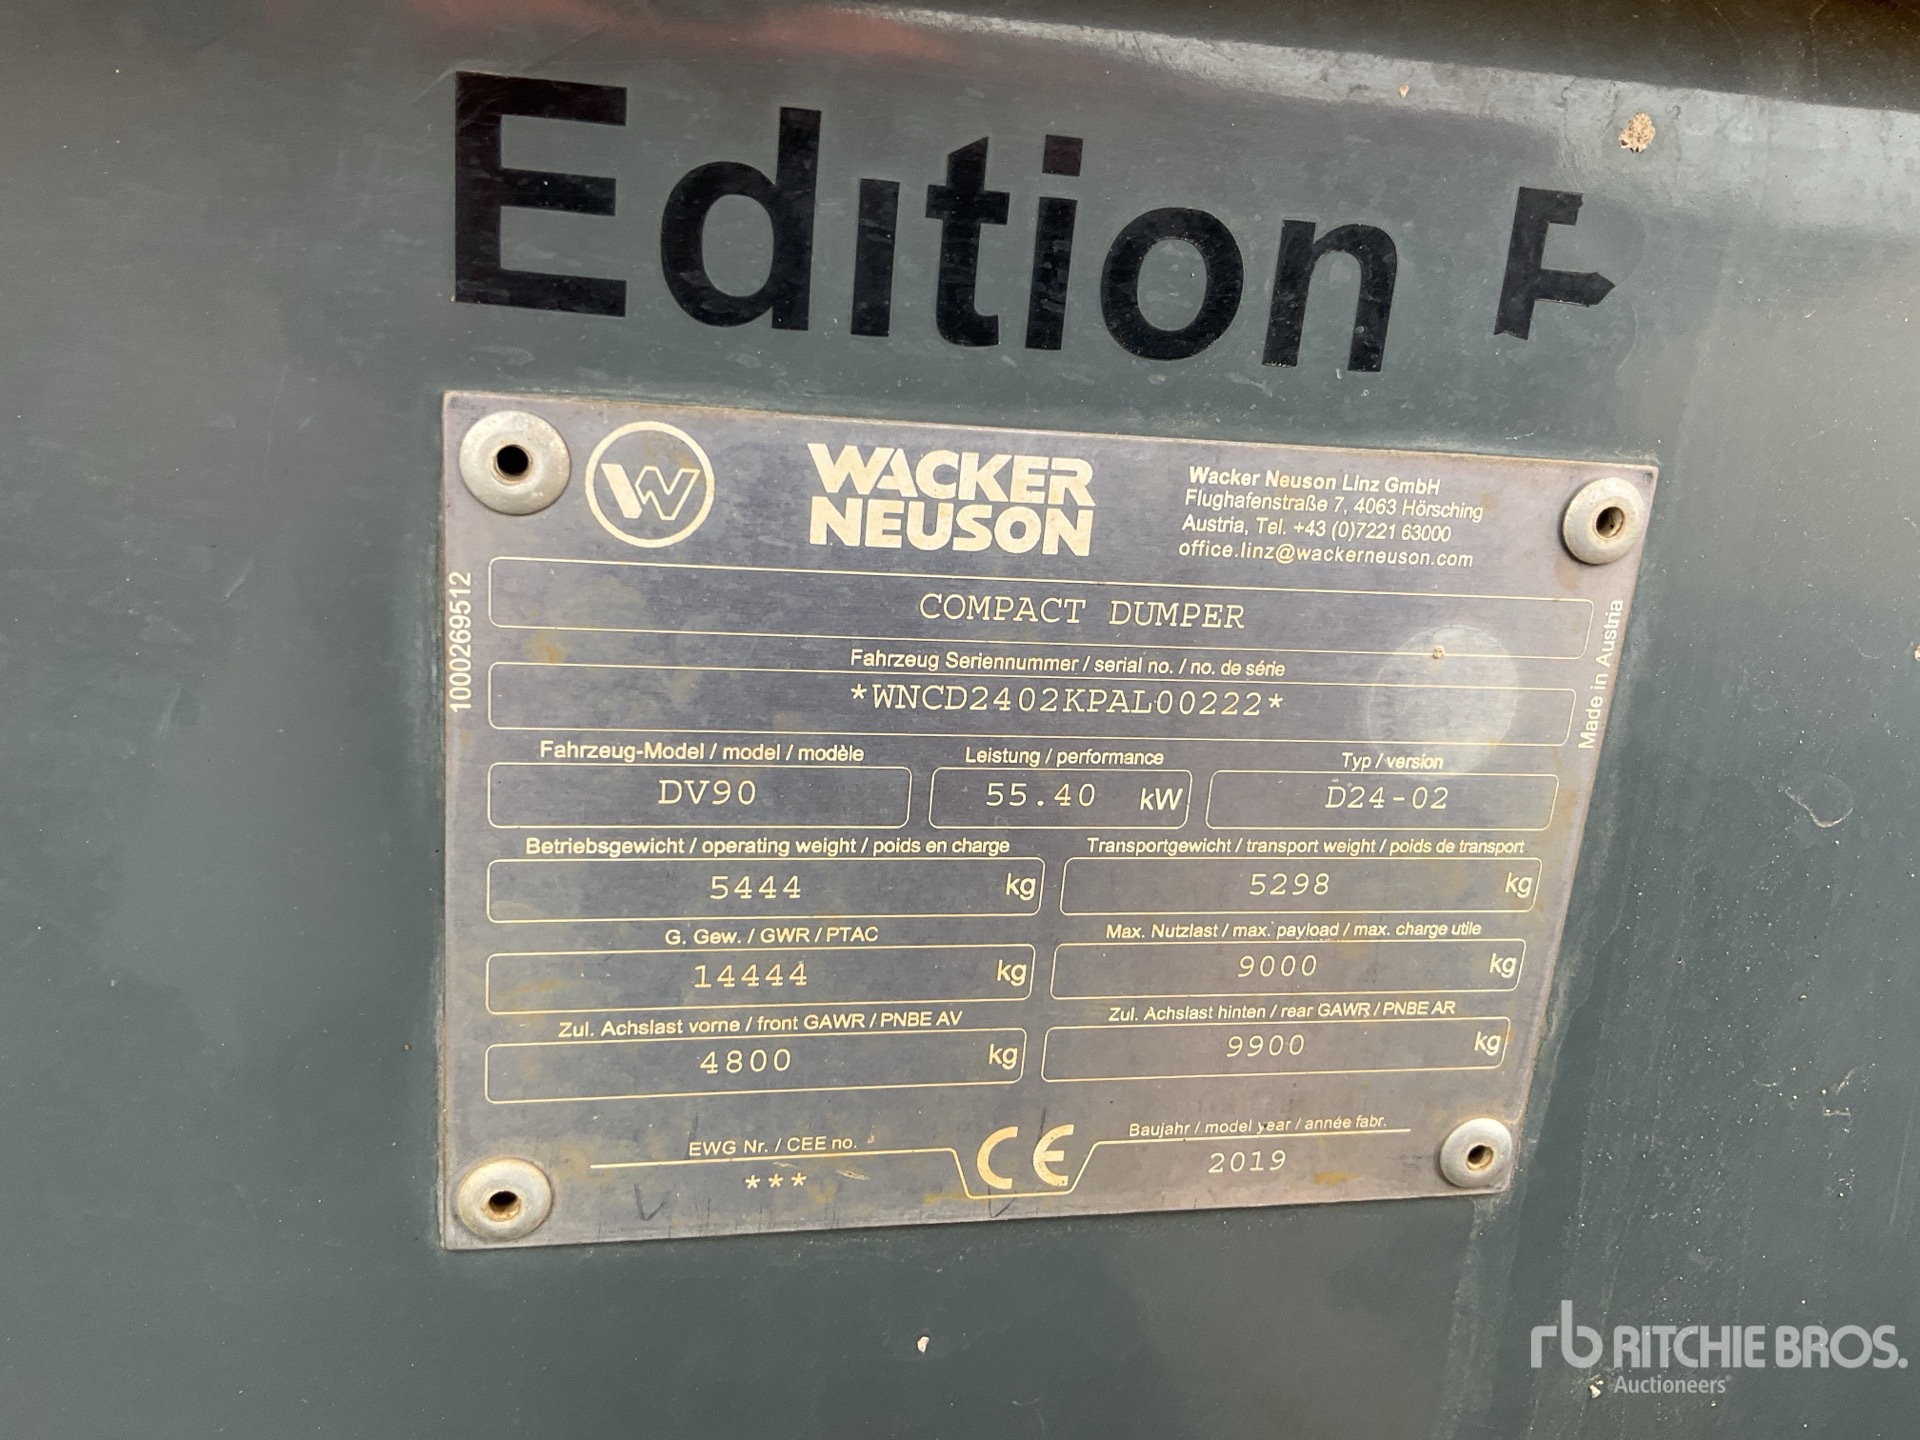 Edition P
WACKER
NEUSON
Wacker Neuson Linz GmbH
Flughafenstraße 7, 4063 Hörsching
Austria, Tel. +43 (0)7221 63000
office.linz@wackerneuson.com
1000269512
COMPACT DUMPER
Made in Austria
Fahrzeug Seriennummer / serial no. / no. de série
*WNCD2402KPAL00222*
Fahrzeug-Model / model / modèle
Leistung / performance
Typ / version
DV90
55.40 kW
D24-02
Betriebsgewicht / operating weight / poids en charge
Transportgewicht / transport weight / poids de transport
5444 kg
5298 kg
G. Gew. / GWR / PTAC
Max. Nutzlast / max. payload / max. charge utile
14444 kg
9000 kg
Zul. Achslast vorne / front GAWR / PNBE AV
Zul. Achslast hinten / rear GAWR / PNBE AR
4800 kg
9900 kg
EWG Nr. / CEE no.
***
CE
Baujahr / model year / année fabr.
2019
rb RITCHIE BROS.
Auctioneers